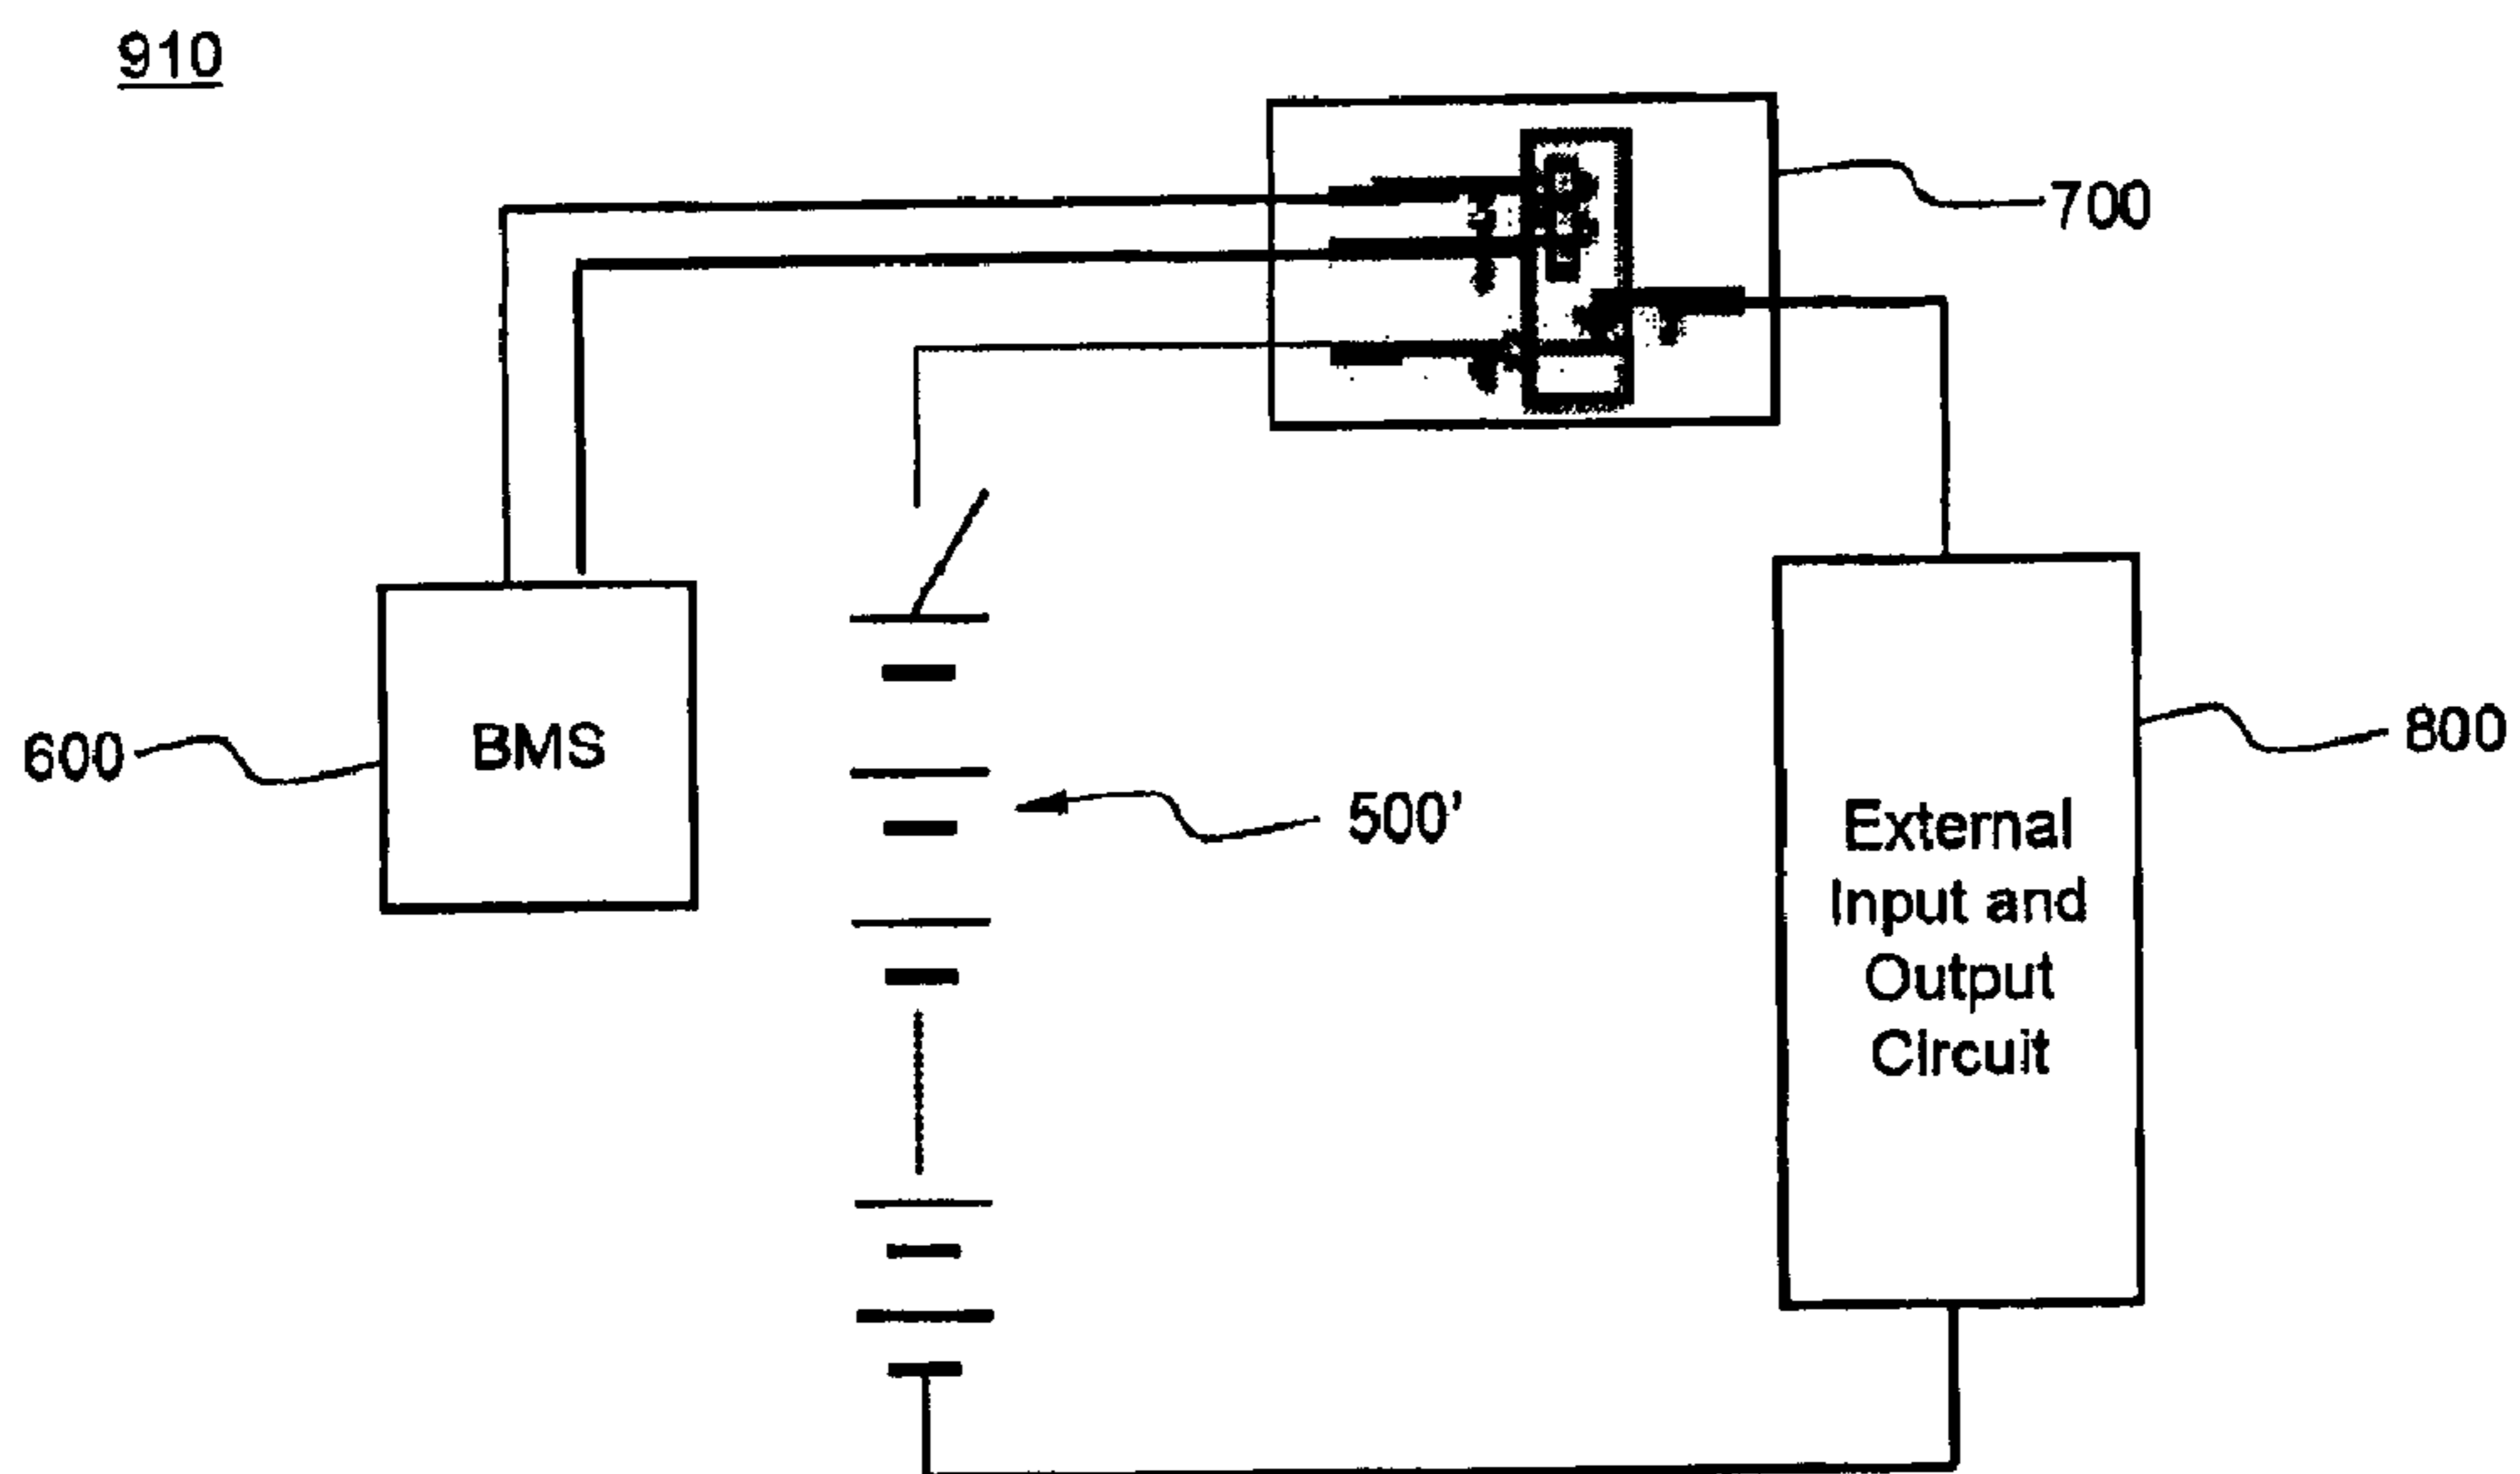 910
700
600
BMS
500'
800
External
Input and
Output
Circuit